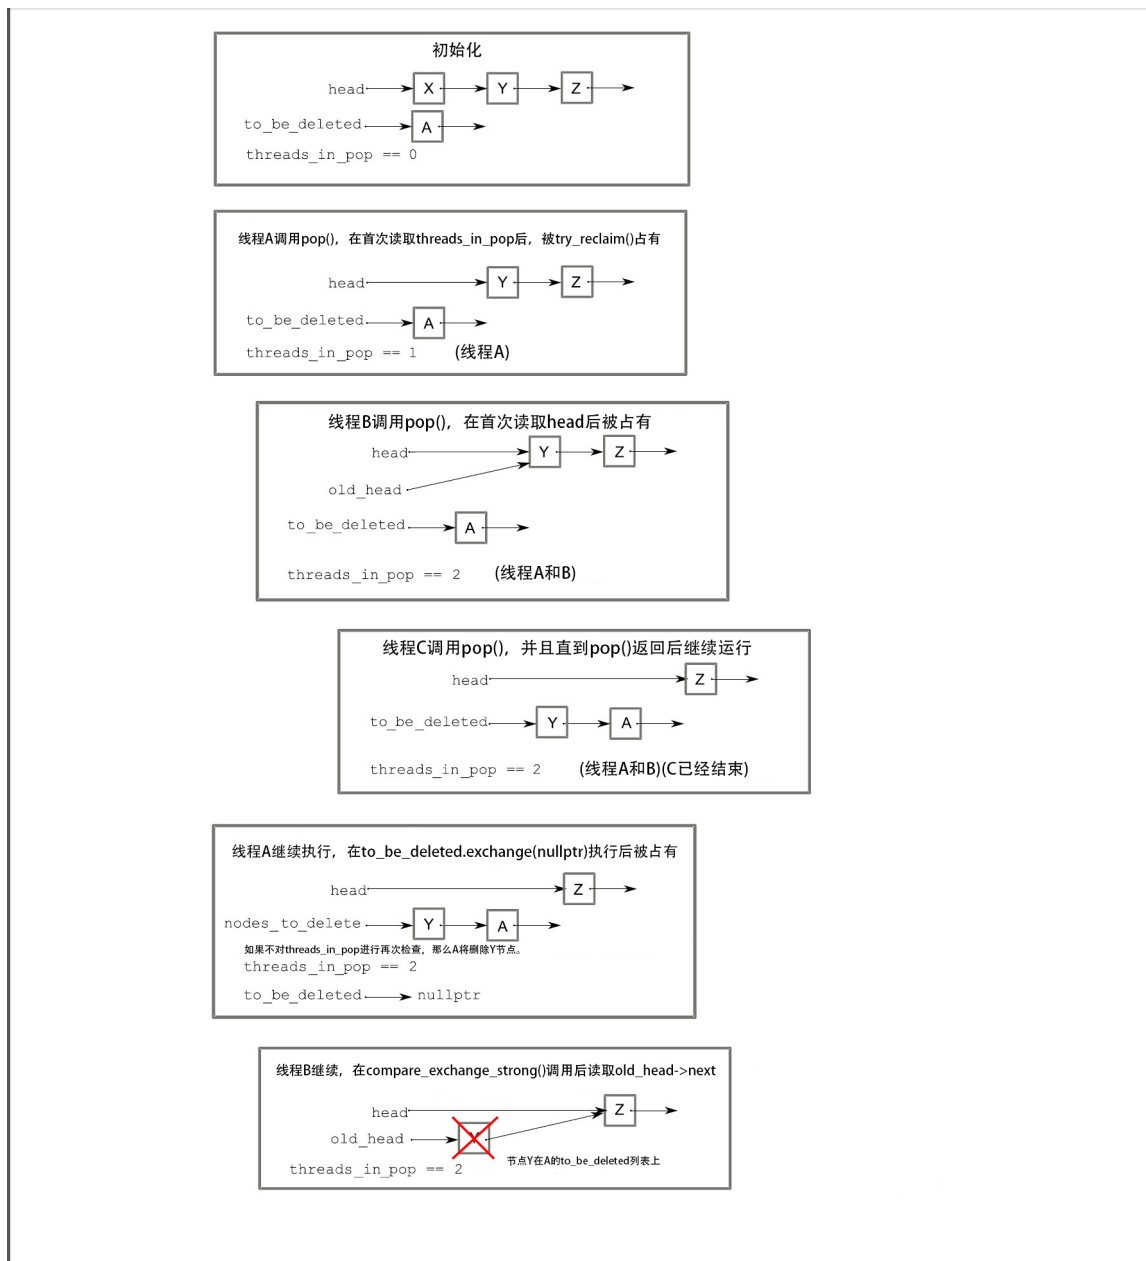 初始化
head X Y Z
to_be_deleted A
threads_in_pop == 0
线程A调用pop()，在首次读取threads_in_pop后，被try_reclaim()占有
head Y Z
to_be_deleted A
threads_in_pop == 1 (线程A)
线程B调用pop()，在首次读取head后被占有
head Y Z
old_head
to_be_deleted A
threads_in_pop == 2 (线程A和B)
线程C调用pop()，并且直到pop()返回后继续运行
head Z
to_be_deleted Y A
threads_in_pop == 2 (线程A和B)(C已经结束)
线程A继续执行，在to_be_deleted.exchange(nullptr)执行后被占有
head Z
nodes_to_delete Y A
如果不对threads_in_pop进行再次检查，那么A将删除Y节点。
threads_in_pop == 2
to_be_deleted nullptr
线程B继续，在compare_exchange_strong()调用后读取old_head->next
head Z
old_head Y
节点Y在A的to_be_deleted列表上
threads_in_pop == 2